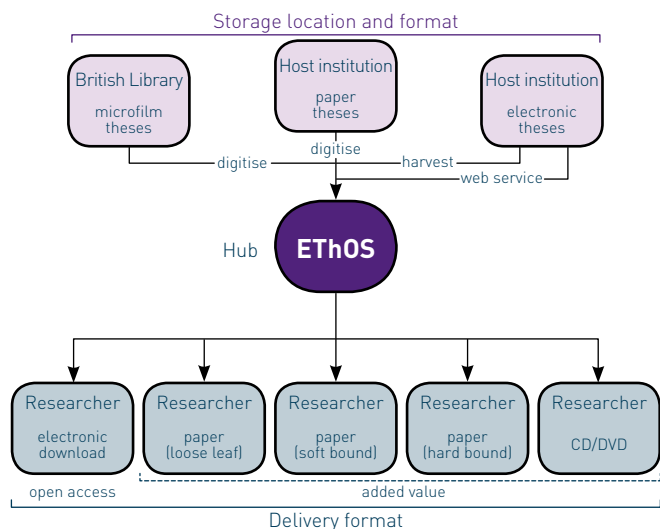 Storage location and format
British Library
microfilm
theses
Host institution
paper
theses
Host institution
electronic
theses
digitise
digitise
harvest
web service
Hub
EThOS
Researcher
electronic
download
Researcher
paper
(loose leaf)
Researcher
paper
(soft bound)
Researcher
paper
(hard bound)
Researcher
CD/DVD
open access
added value
Delivery format